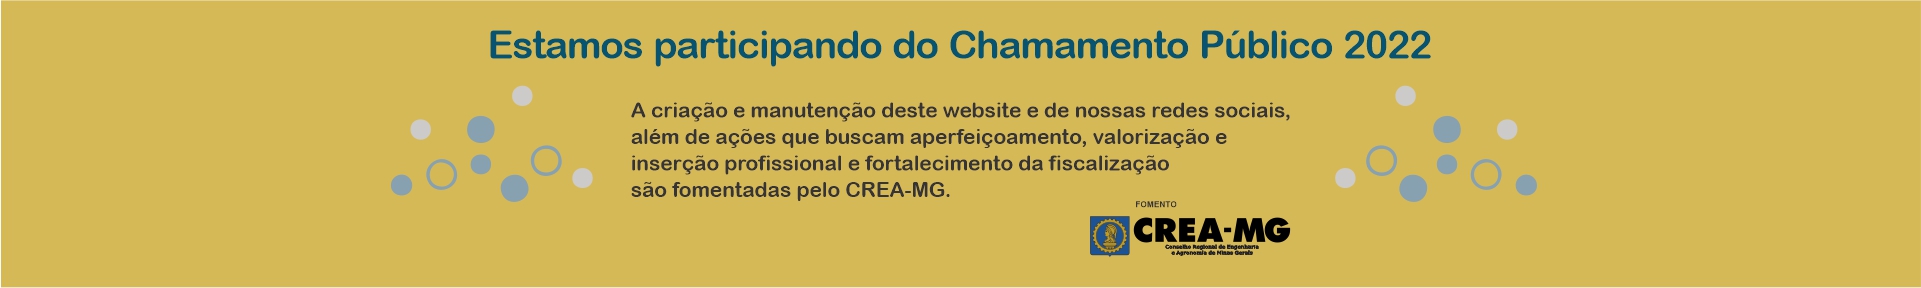 Estamos participando do Chamamento Público 2022
A criação e manutenção deste website e de nossas redes sociais,
além de ações que buscam aperfeiçoamento, valorização e
inserção profissional e fortalecimento da fiscalização
são fomentadas pelo CREA-MG.
FOMENTO
CREA-MG
Conselho Regional de Engenharia
e Agronomia de Minas Gerais